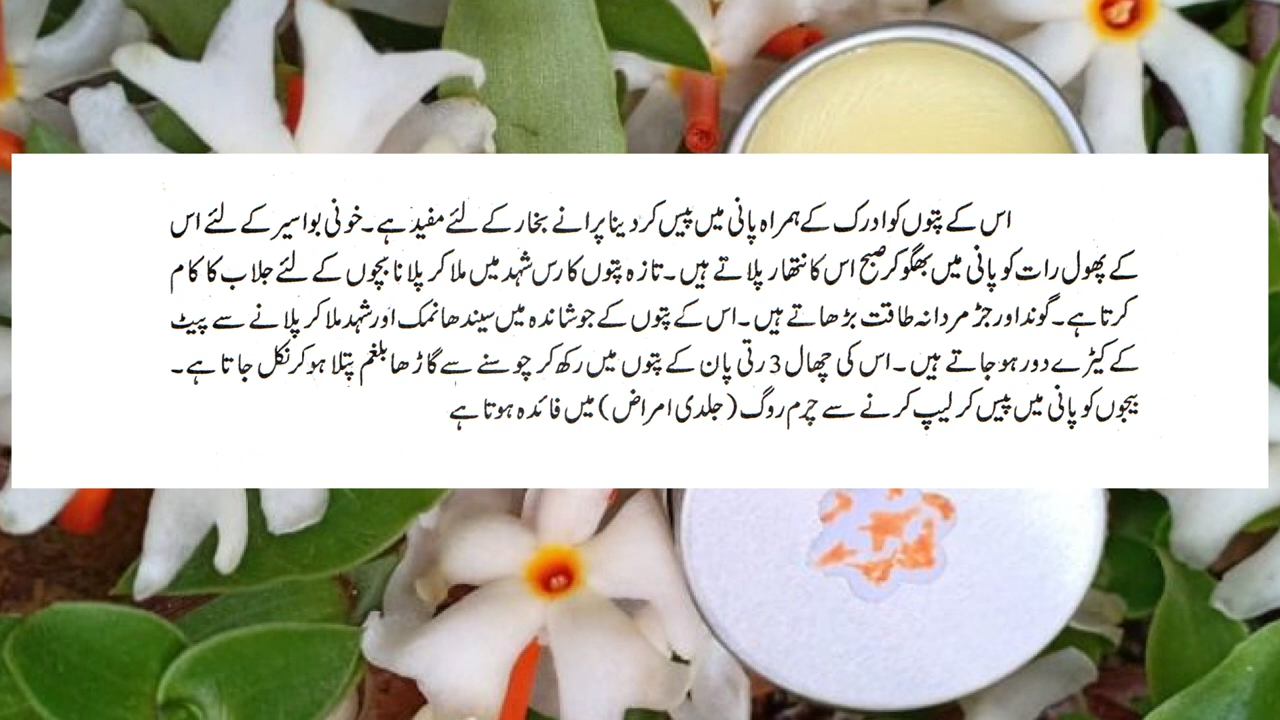 اس کے پتوں کو ادرک کے ہمراہ پانی میں پیس کر دینا پرانے بخار کے لئے مفید ہے۔ خونی بواسیر کے لئے اس
کے پھول رات کو پانی میں بھگو کر صبح اس کا نتھار پلاتے ہیں۔ تازہ پتوں کا رس شہد میں ملا کر پلانا بچوں کے لئے جلاب کا کام
کرتا ہے۔ گوند اور جڑ مردانہ طاقت بڑھاتے ہیں۔ اس کے پتوں کے جوشاندہ میں سیندھا نمک اور شہد ملا کر پلانے سے پیٹ
کے کیڑے دور ہو جاتے ہیں۔ اس کی چھال 3 رتی پان کے پتوں میں رکھ کر چوسنے سے گاڑھا بلغم پتلا ہو کر نکل جاتا ہے۔
بیجوں کو پانی میں پیس کر لیپ کرنے سے چرم روگ (جلدی امراض) میں فائدہ ہوتا ہے